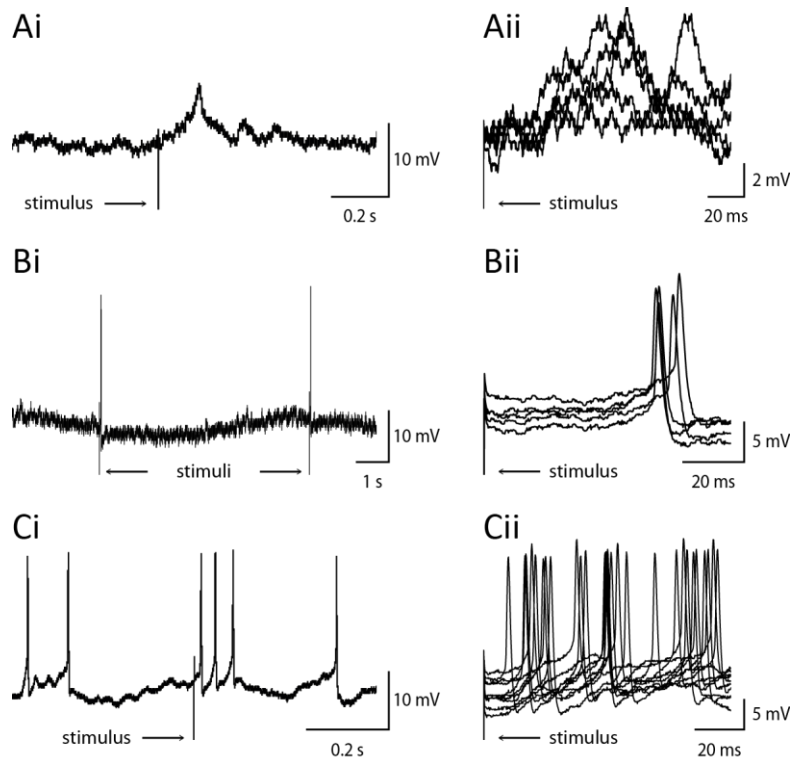 Ai
Aii
10 mV
stimulus
0.2 s
2 mV
stimulus
20 ms
Bi
Bii
10 mV
stimuli
1 s
5 mV
stimulus
20 ms
Ci
Cii
10 mV
stimulus
0.2 s
5 mV
stimulus
20 ms